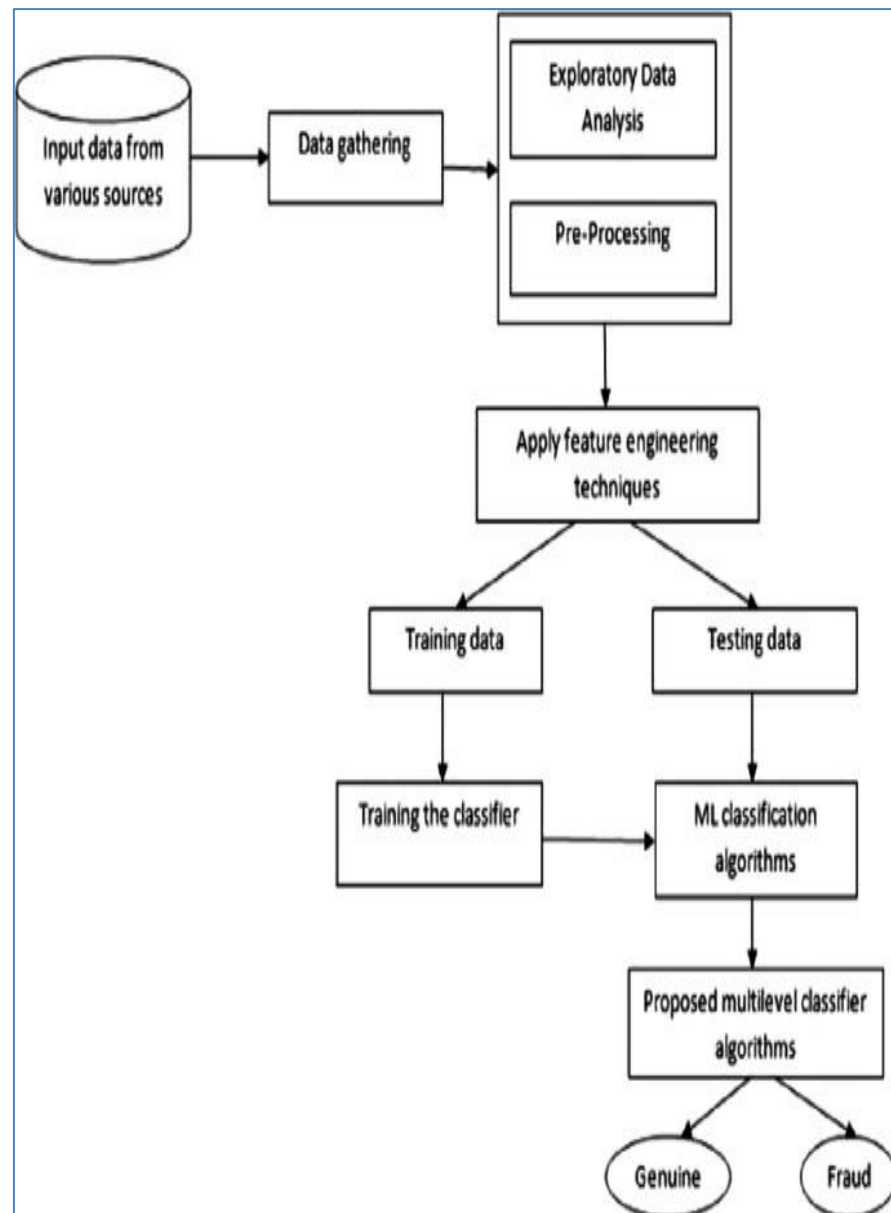 Input data from
various sources
Data gathering
Exploratory Data
Analysis
Pre-Processing
Apply feature engineering
techniques
Training data
Testing data
Training the classifier
ML classification
algorithms
Proposed multilevel classifier
algorithms
Genuine
Fraud